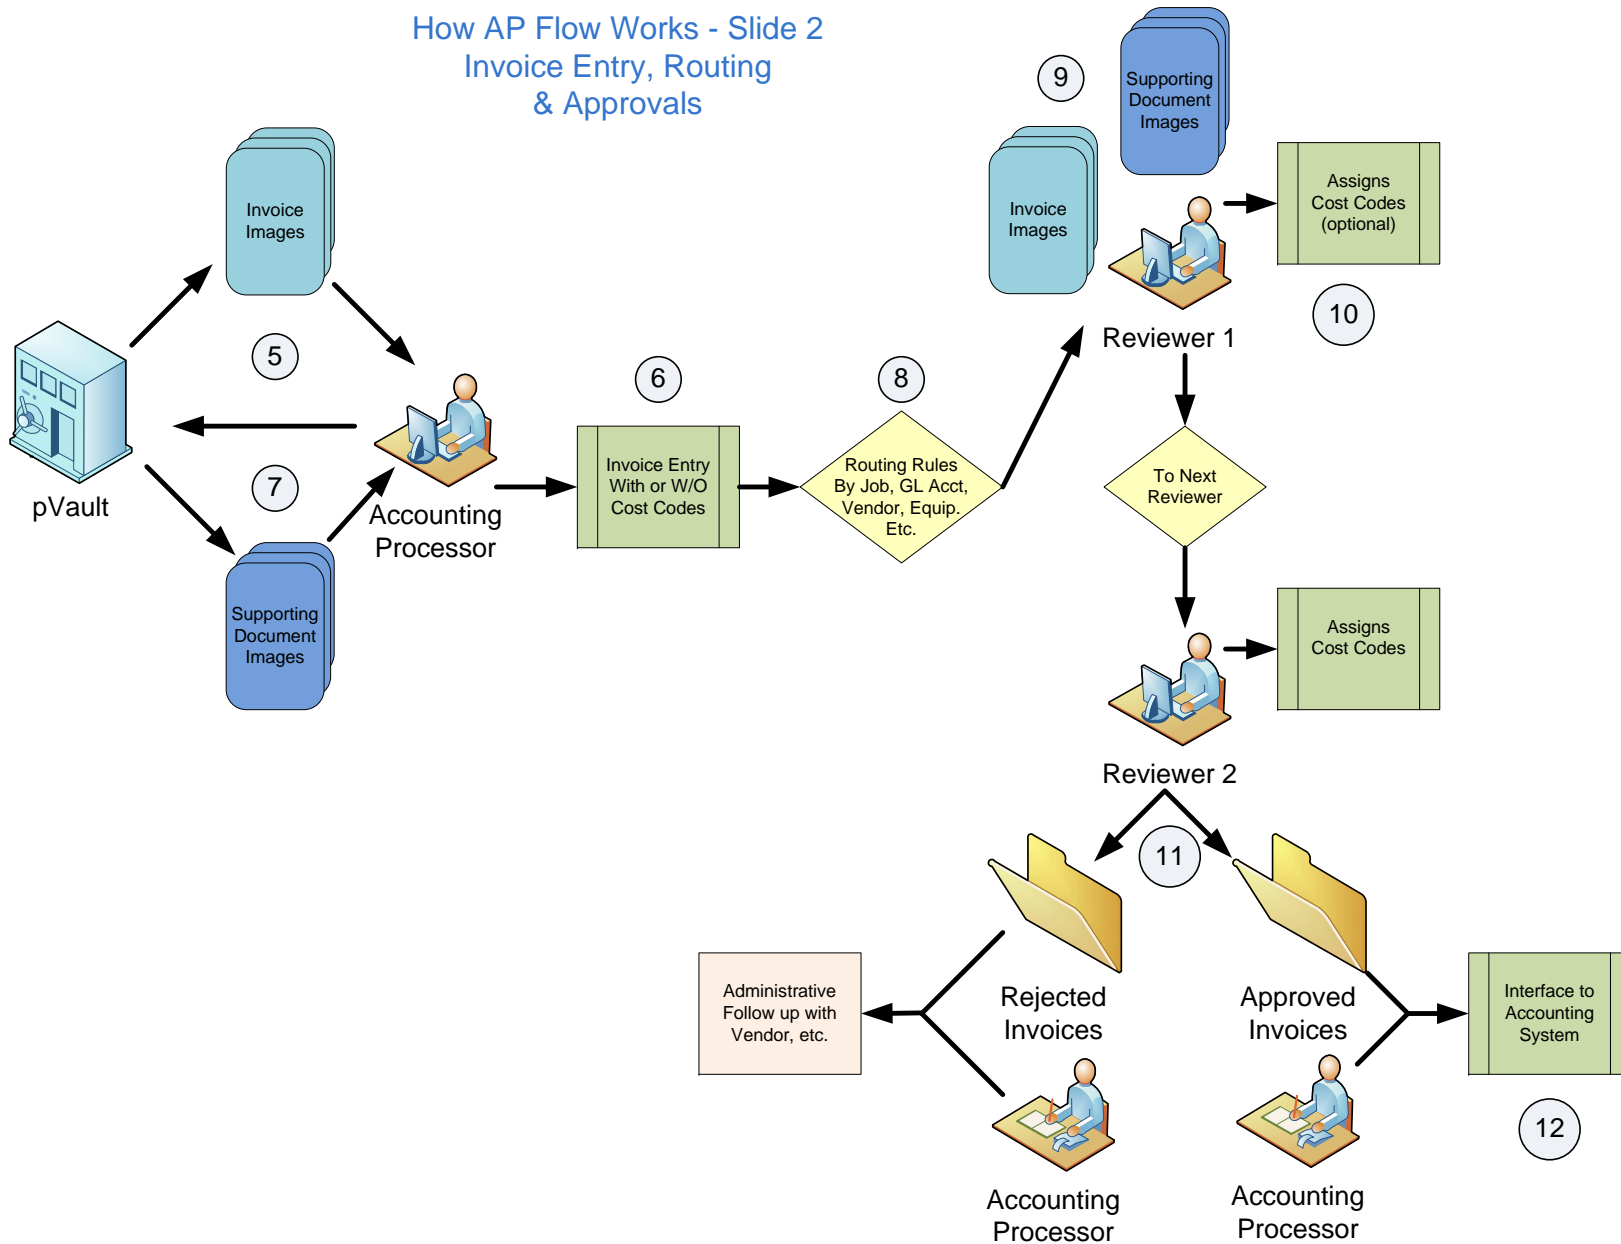 How AP Flow Works - Slide 2
Invoice Entry, Routing
& Approvals
Invoice
Images
5
pVault
7
Supporting
Document
Images
Accounting
Processor
6
Invoice Entry
With or W/O
Cost Codes
8
Routing Rules
By Job, GL Acct,
Vendor, Equip.
Etc.
9
Supporting
Document
Images
Invoice
Images
Reviewer 1
Assigns
Cost Codes
(optional)
10
To Next
Reviewer
Assigns
Cost Codes
Reviewer 2
11
Rejected
Invoices
Approved
Invoices
Administrative
Follow up with
Vendor, etc.
Interface to
Accounting
System
12
Accounting
Processor
Accounting
Processor